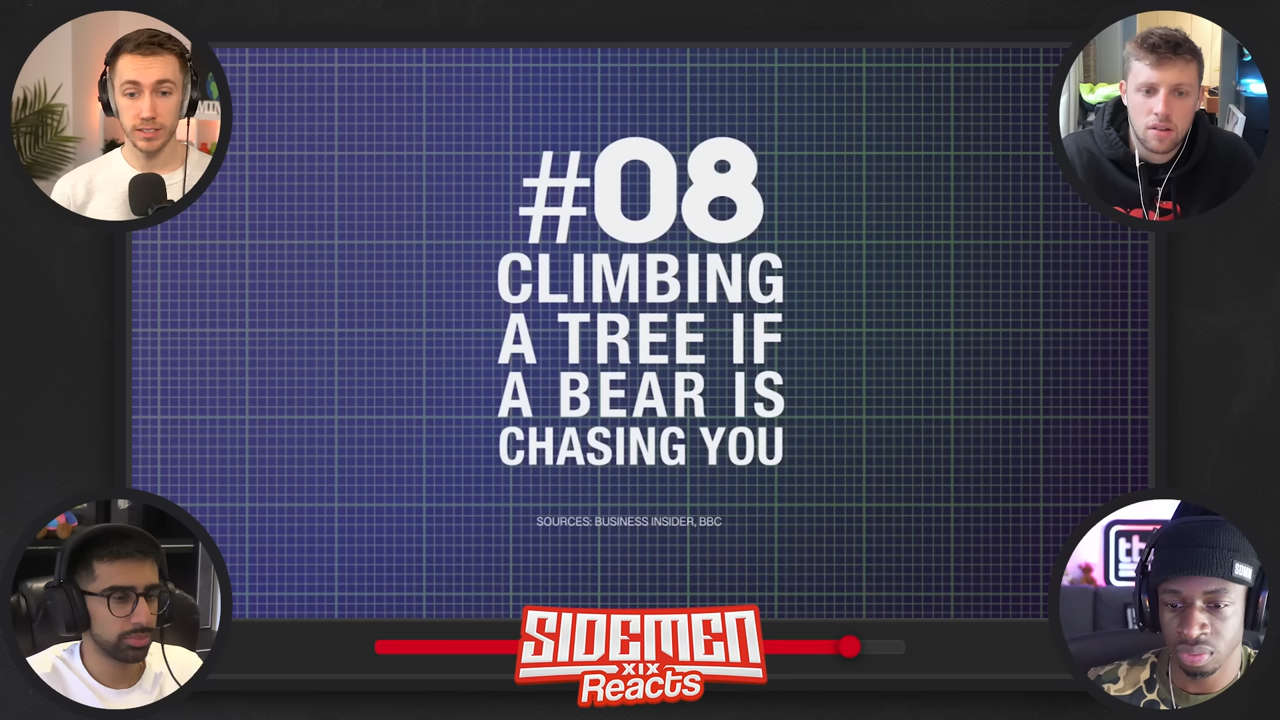 #08
CLIMBING
A TREE IF
A BEAR IS
CHASING YOU
SOURCES: BUSINESS INSIDER, BBC
SIDEMEN
XIX
Reacts